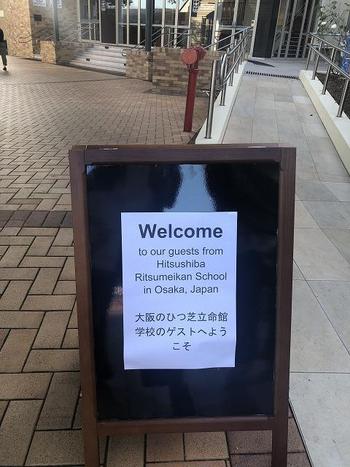 Welcome
to our guests from
Hitsushiba
Ritsumeikan School
in Osaka, Japan
大阪のひつ芝立命館
学校のゲストへよう
こそ